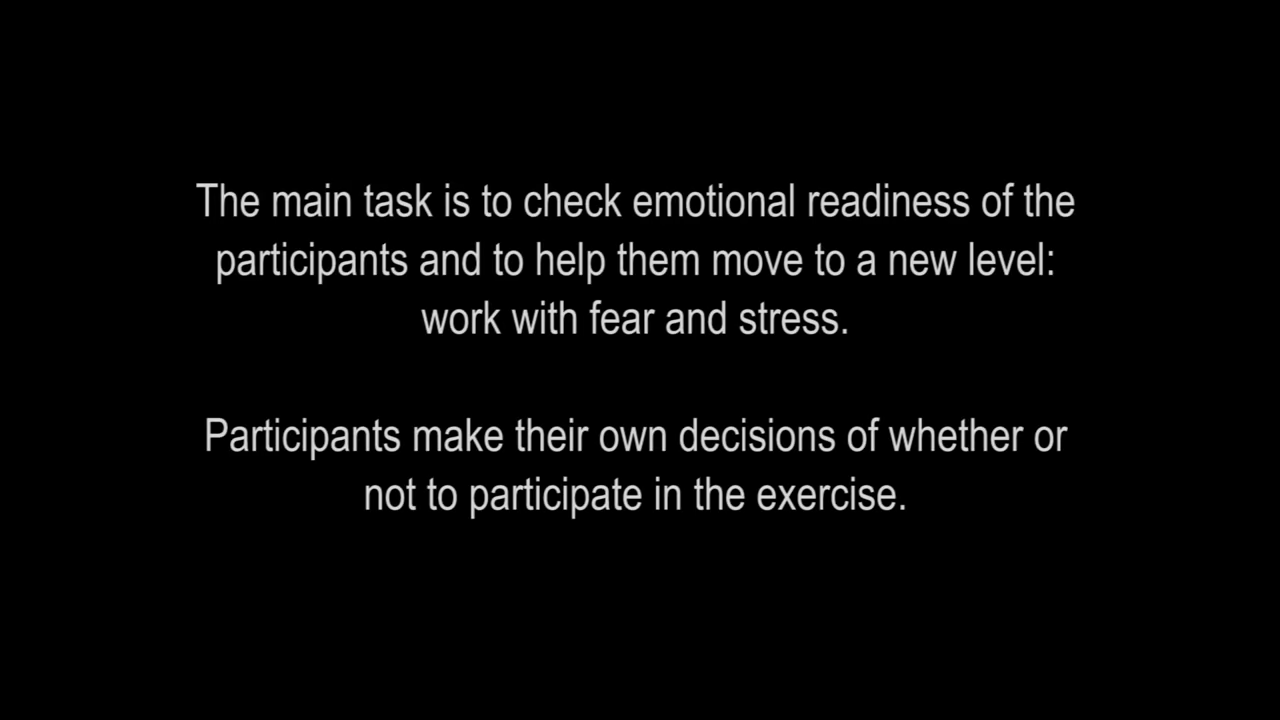 The main task is to check emotional readiness of the
participants and to help them move to a new level:
work with fear and stress.
Participants make their own decisions of whether or
not to participate in the exercise.